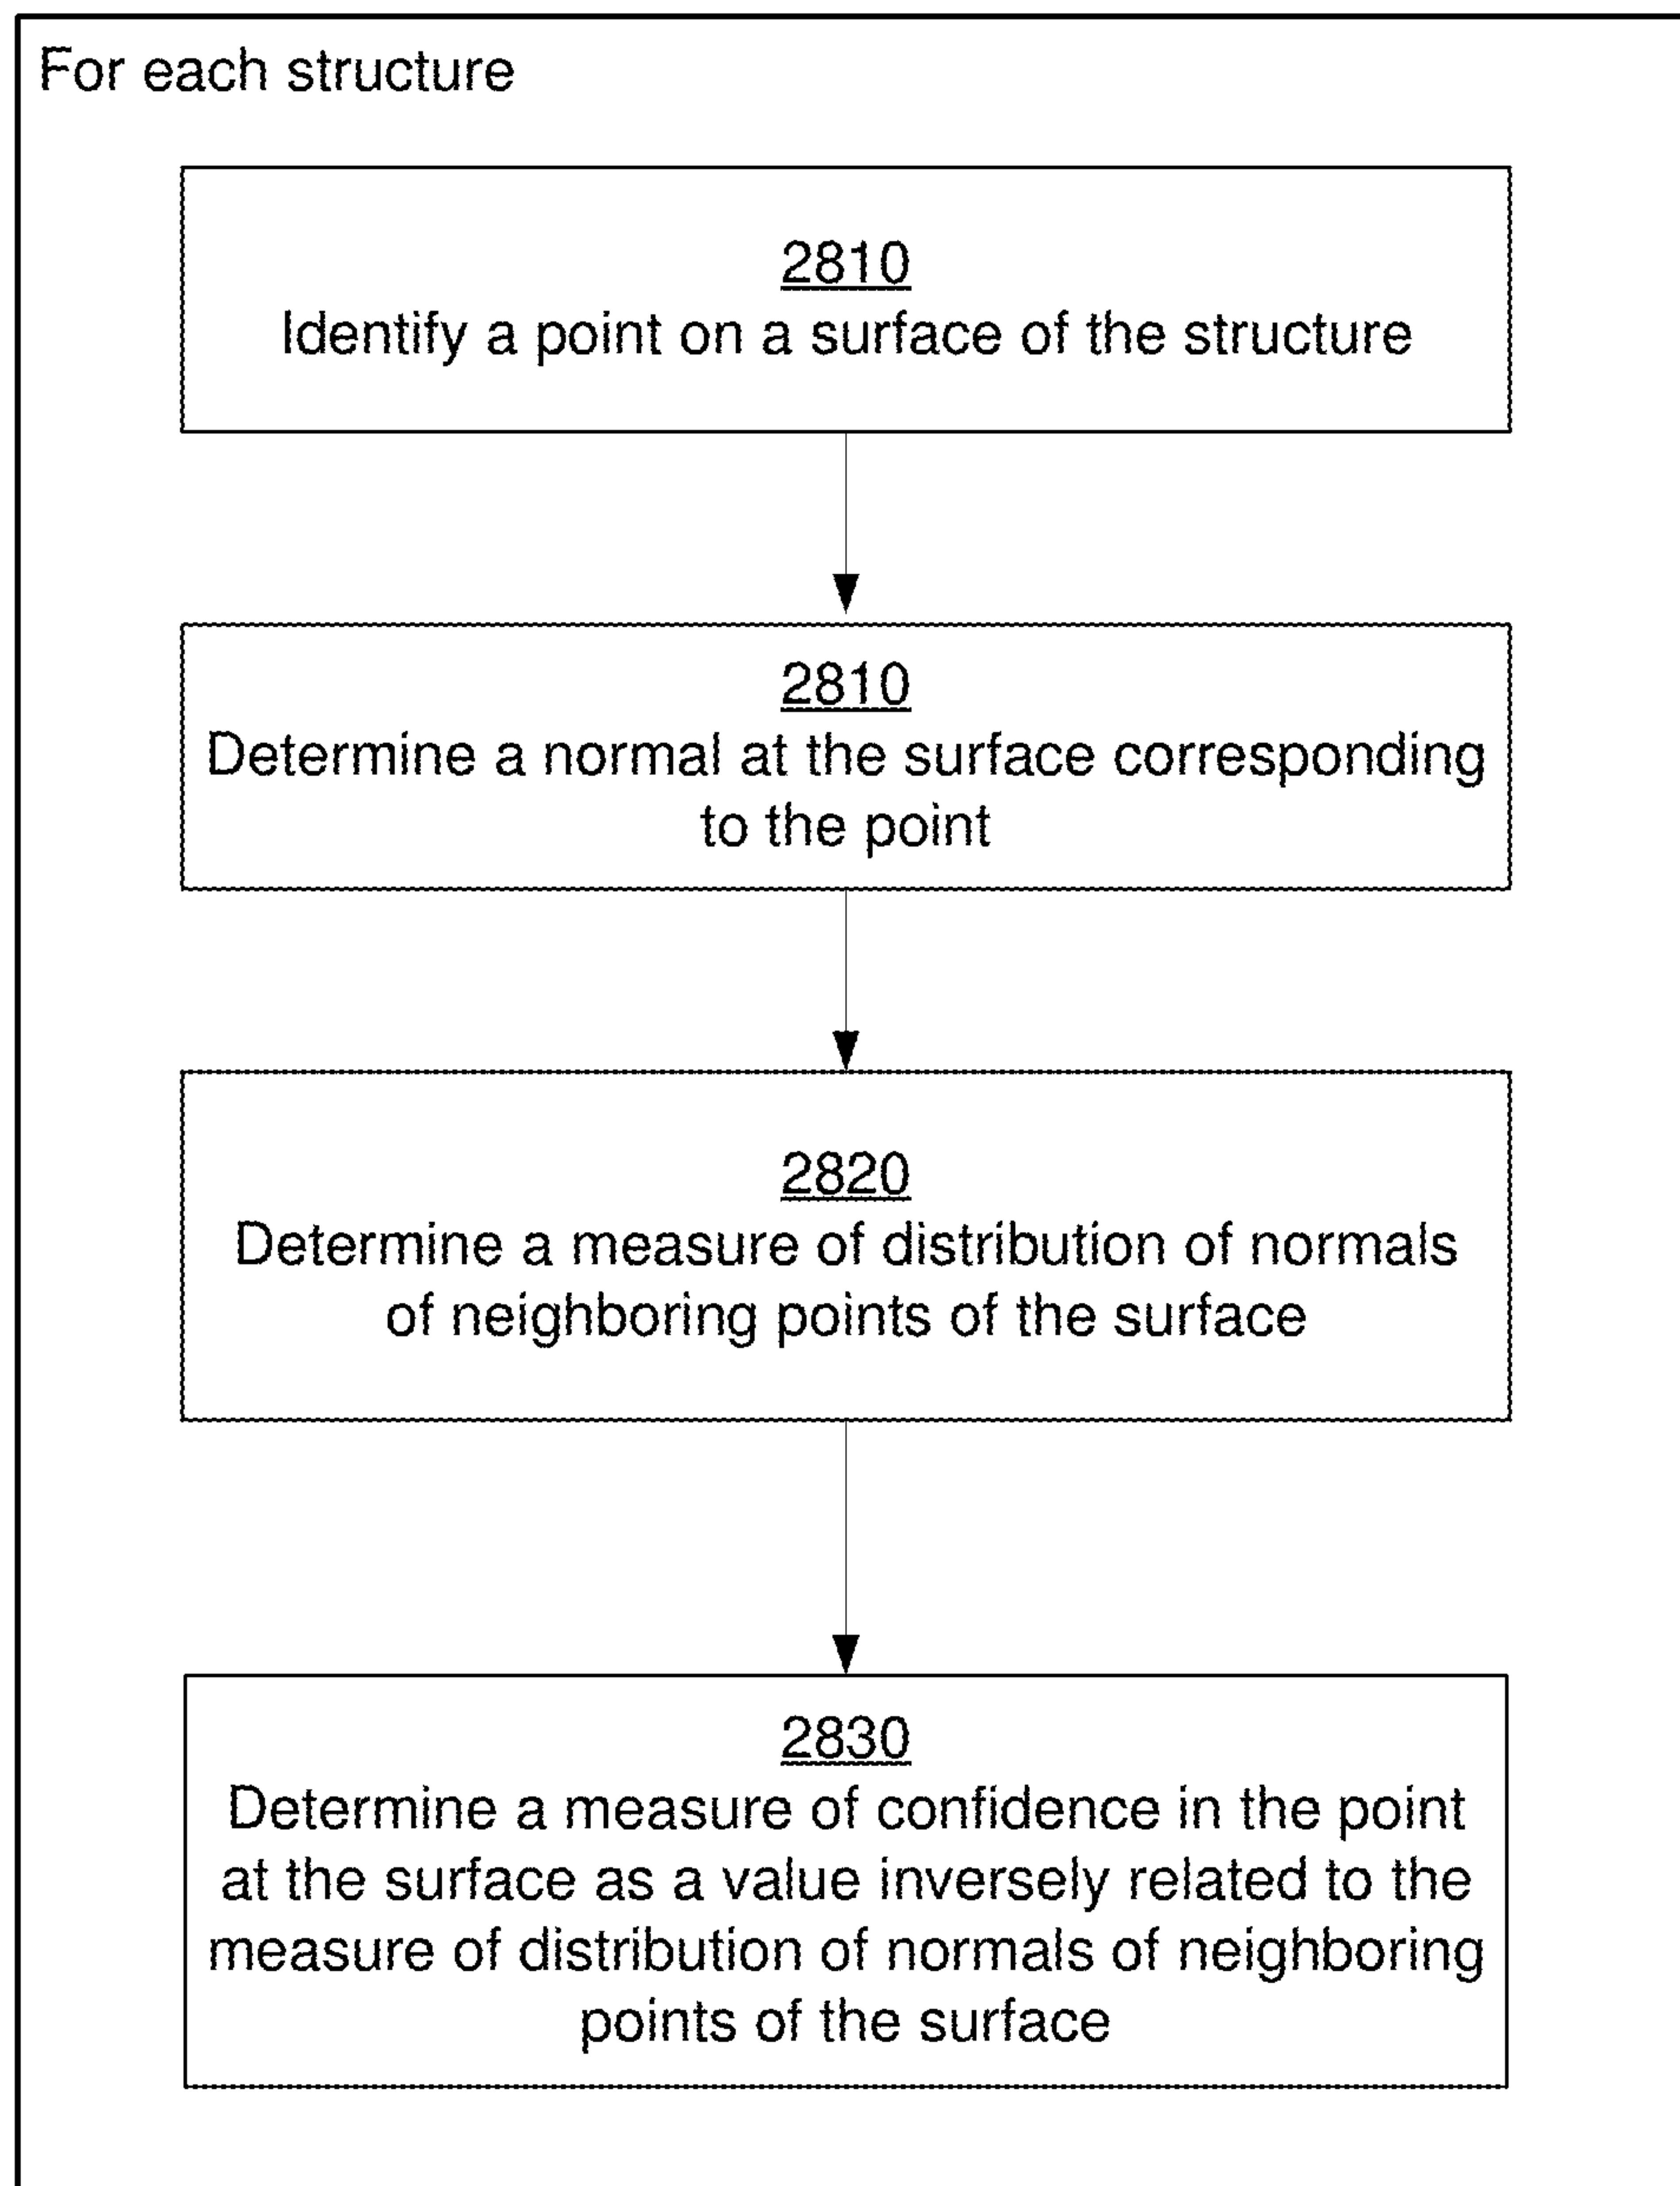 For each structure
2810
Identify a point on a surface of the structure
2810
Determine a normal at the surface corresponding
to the point
2820
Determine a measure of distribution of normals
of neighboring points of the surface
2830
Determine a measure of confidence in the point
at the surface as a value inversely related to the
measure of distribution of normals of neighboring
points of the surface